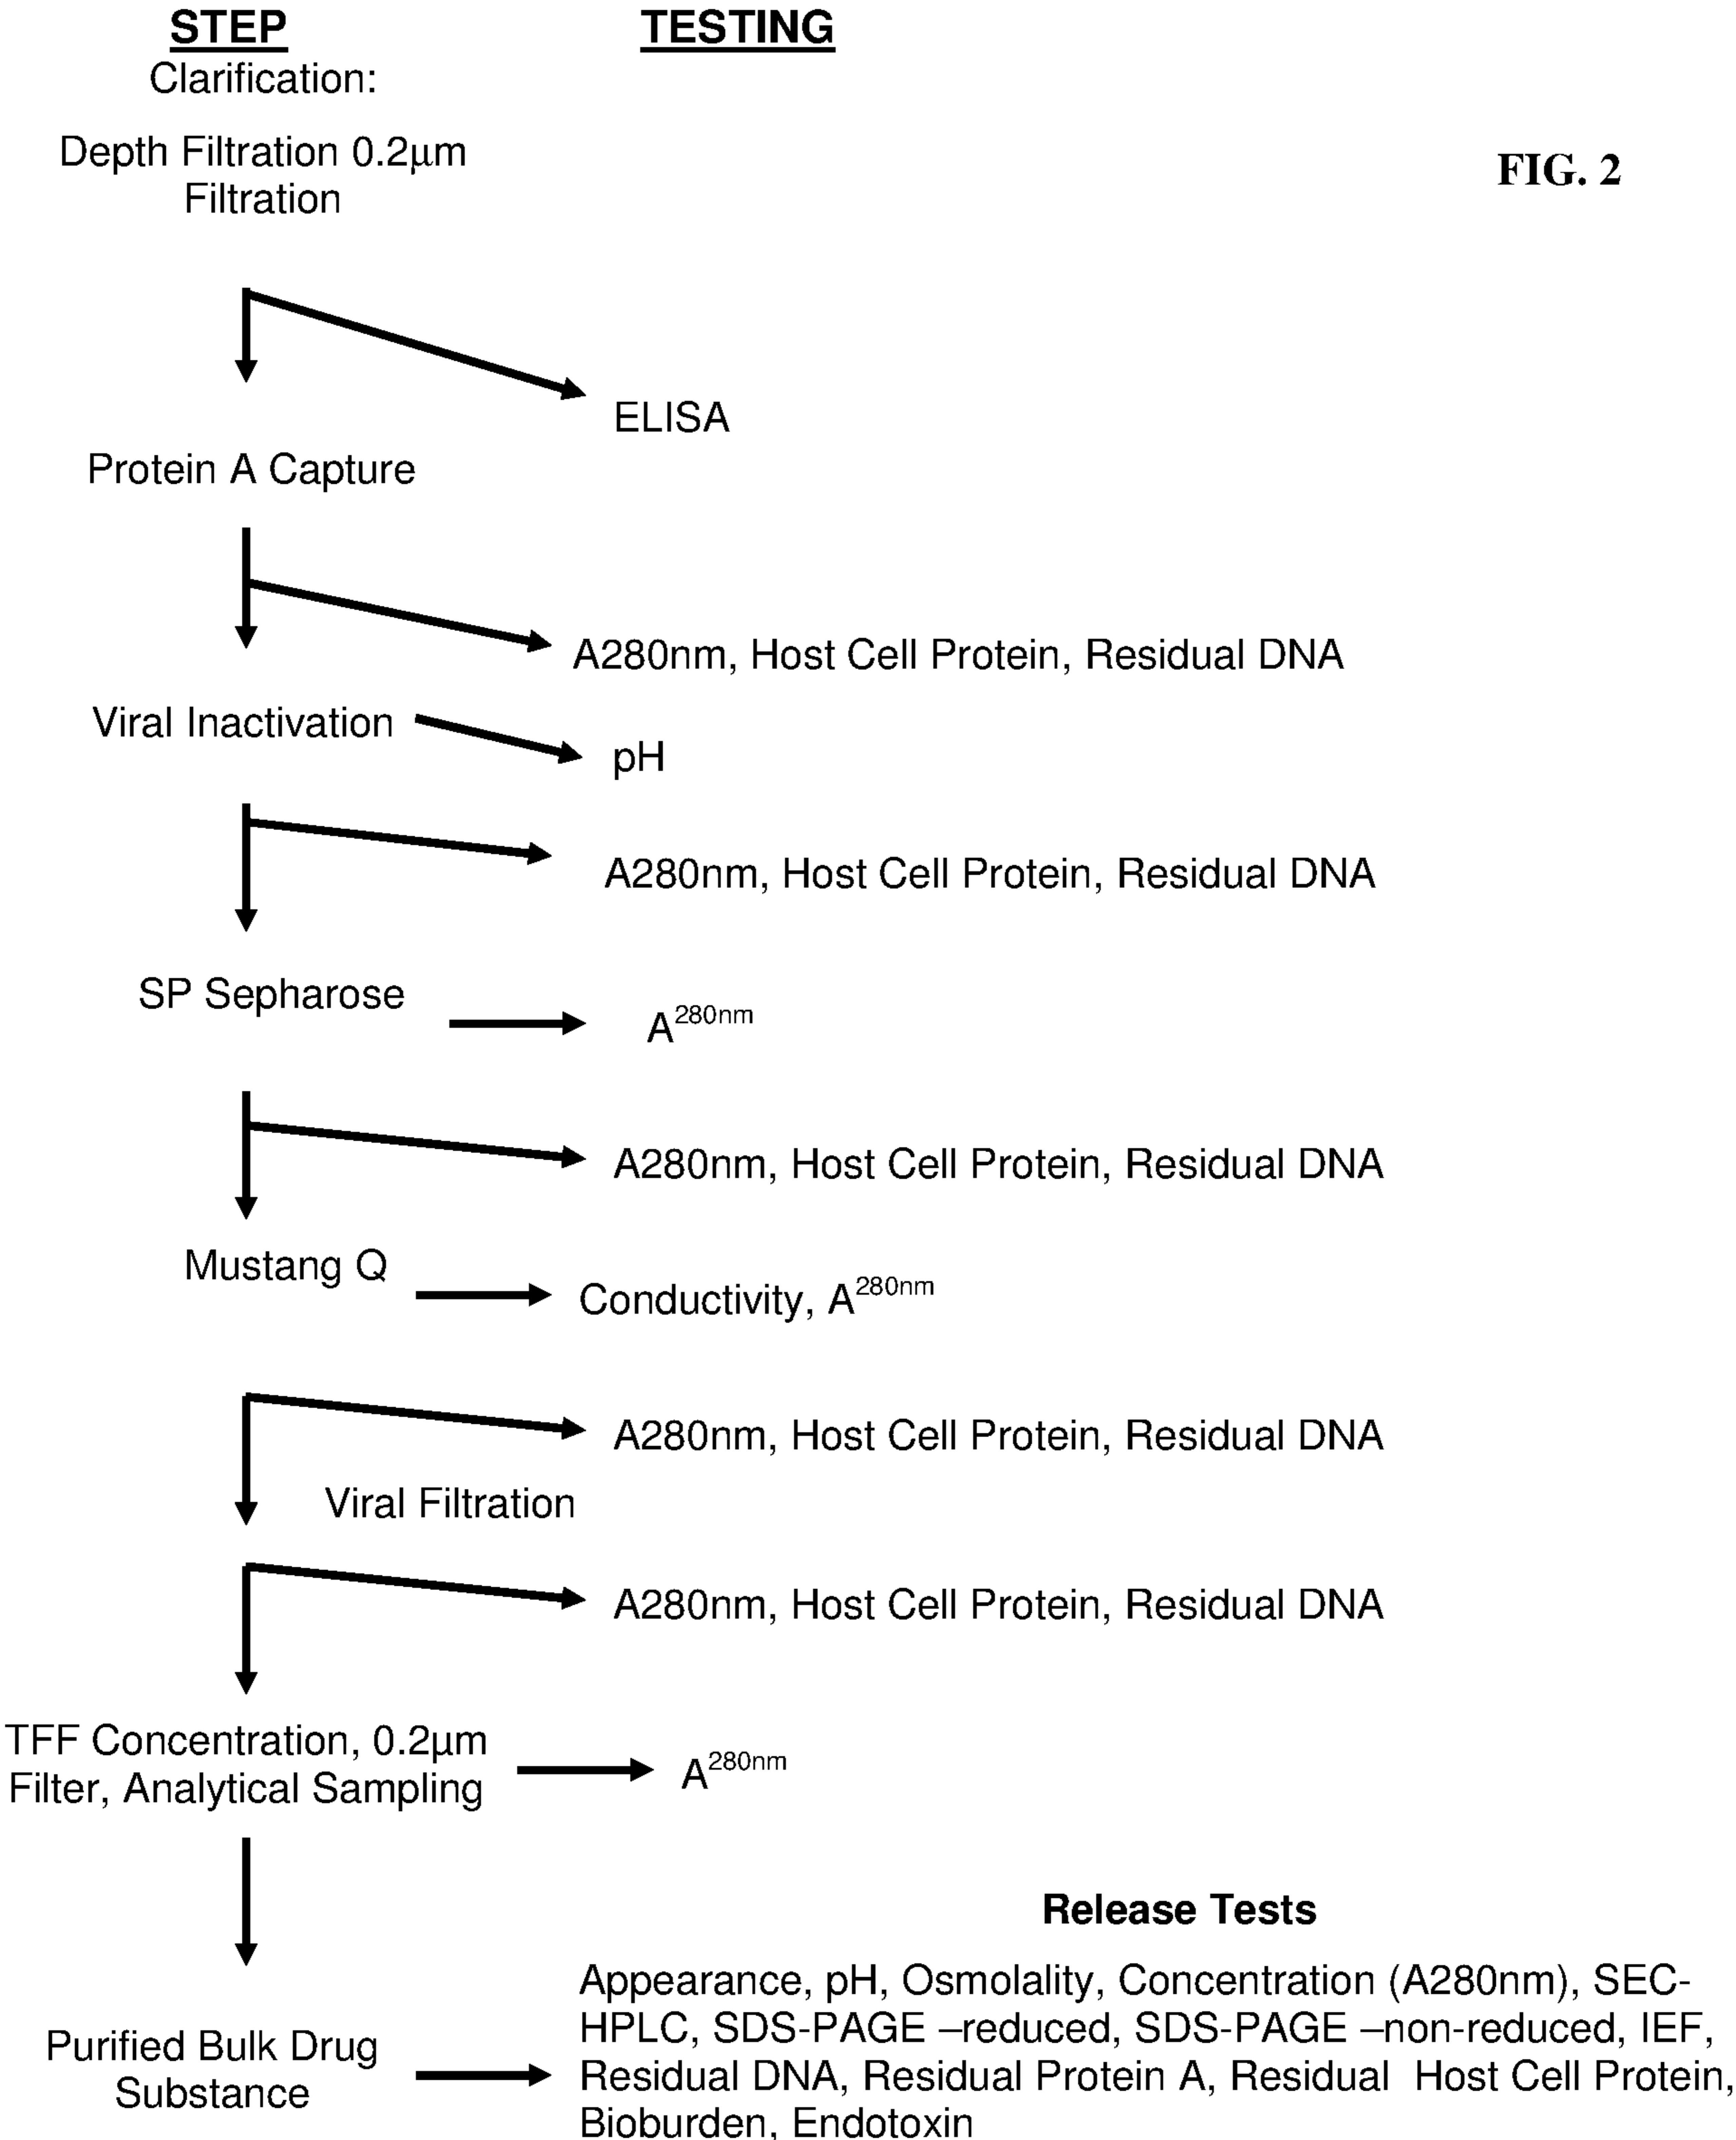 STEP
TESTING
Clarification:
Depth Filtration 0.2µm
Filtration
FIG. 2
ELISA
Protein A Capture
A280nm, Host Cell Protein, Residual DNA
Viral Inactivation
pH
A280nm, Host Cell Protein, Residual DNA
SP Sepharose
A280nm
A280nm, Host Cell Protein, Residual DNA
Mustang Q
Conductivity, A280nm
A280nm, Host Cell Protein, Residual DNA
Viral Filtration
A280nm, Host Cell Protein, Residual DNA
TFF Concentration, 0.2µm
Filter, Analytical Sampling
A280nm
Release Tests
Appearance, pH, Osmolality, Concentration (A280nm), SEC-
HPLC, SDS-PAGE –reduced, SDS-PAGE –non-reduced, IEF,
Residual DNA, Residual Protein A, Residual Host Cell Protein,
Bioburden, Endotoxin
Purified Bulk Drug
Substance